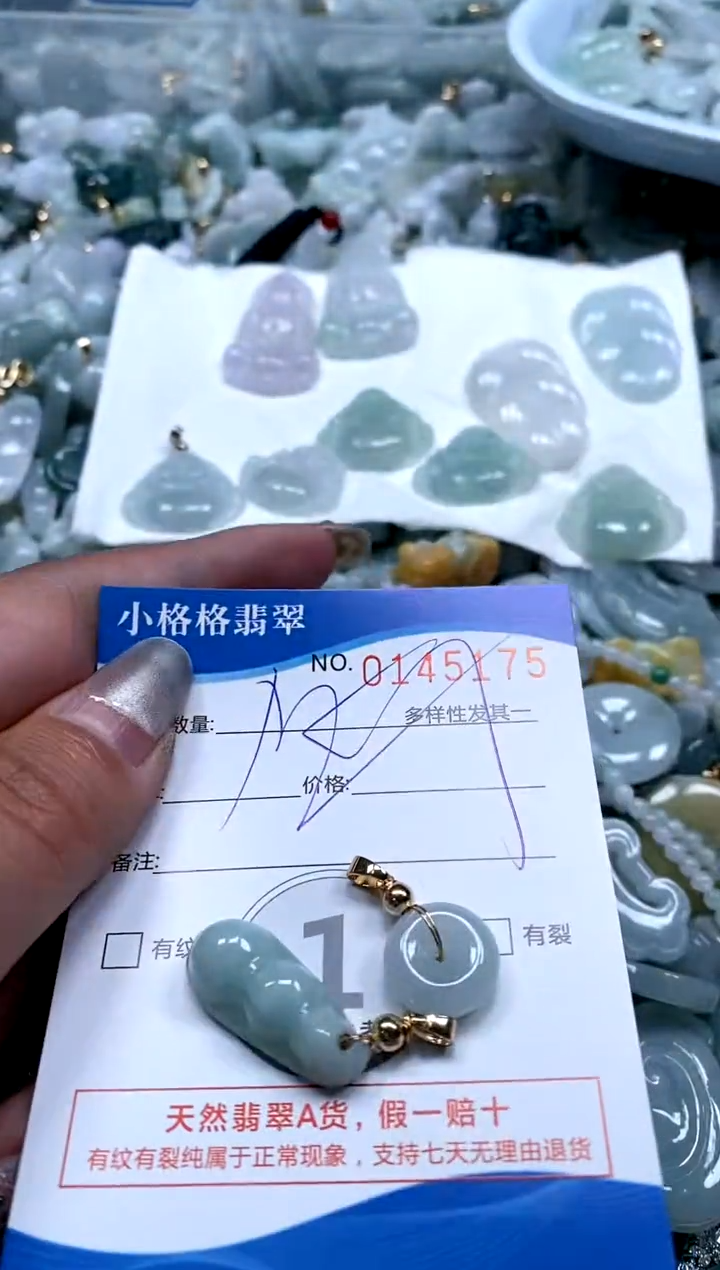 小格格翡翠
NO. 0145175
数量: 多样性发其一
价格:
备注:
有纹 有裂
1
天然翡翠A货，假一赔十
有纹有裂纯属于正常现象，支持七天无理由退货